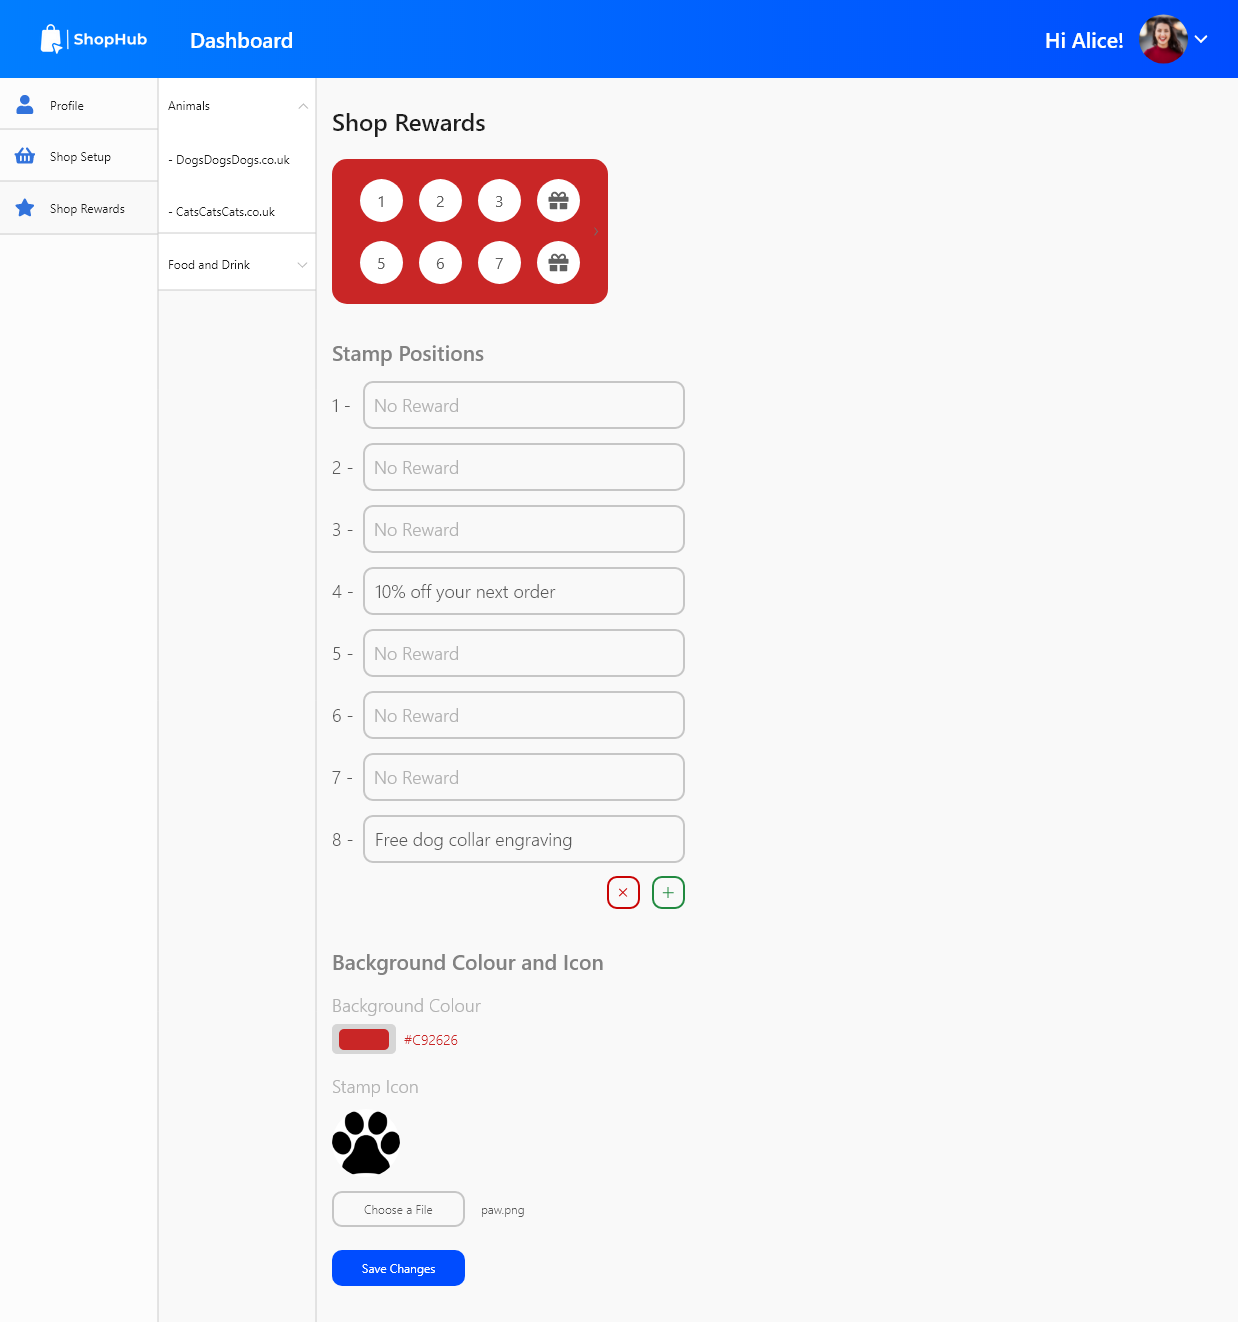 ShopHub
Dashboard
Hi Alice!
Profile
Shop Setup
Shop Rewards
Animals
- DogsDogsDogs.co.uk
- CatsCatsCats.co.uk
Food and Drink
Shop Rewards
1 2 3
5 6 7
Stamp Positions
1 - No Reward
2 - No Reward
3 - No Reward
4 - 10% off your next order
5 - No Reward
6 - No Reward
7 - No Reward
8 - Free dog collar engraving
Background Colour and Icon
Background Colour
#C92626
Stamp Icon
Choose a File paw.png
Save Changes